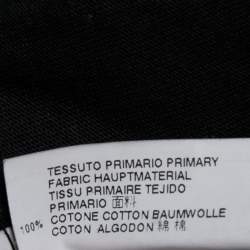 TESSUTO PRIMARIO PRIMARY
FABRIC HAUPTMATERIAL
TISSU PRIMAIRE TEJIDO
PRIMARIO 面料
100% COTONE COTTON BAUMWOLLE
COTON ALGODON 綿 棉